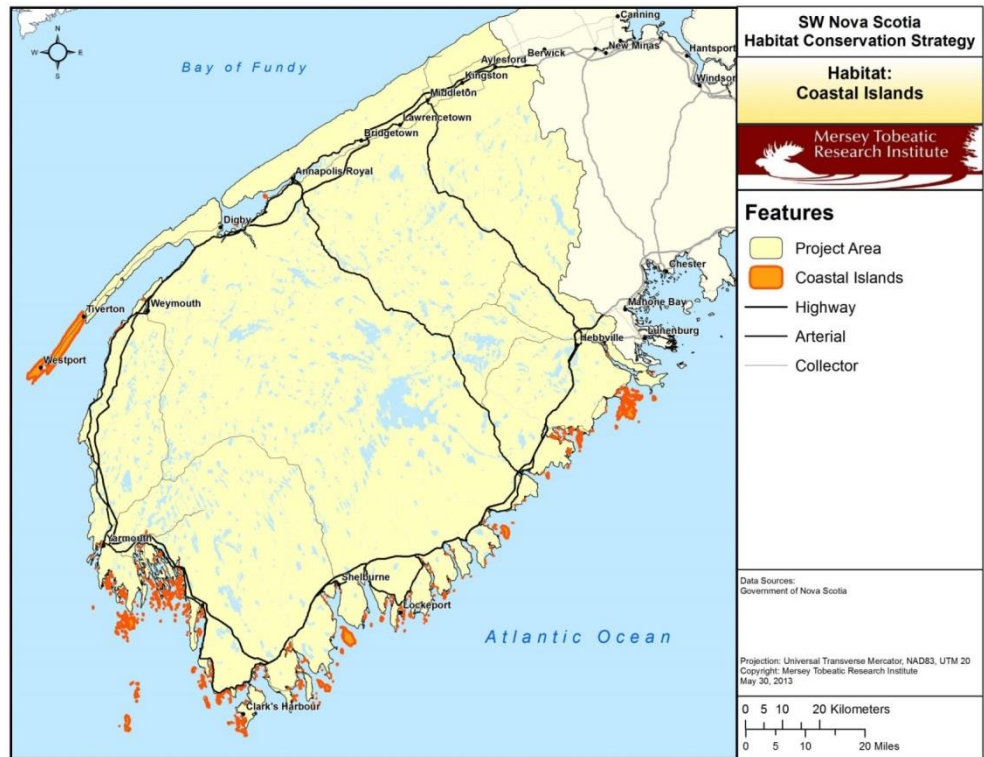 SW Nova Scotia
Habitat Conservation Strategy
Habitat:
Coastal Islands
Mersey Tobeatic
Research Institute
Features
Project Area
Coastal Islands
Highway
Arterial
Collector
Data Sources:
Government of Nova Scotia
Projection: Universal Transverse Mercator, NAD83, UTM 20
Copyright: Mersey Tobeatic Research Institute
May 30, 2013
0 5 10 20 Kilometers
0 5 10 20 Miles
N
W E
S
Bay of Fundy
Canning
New Minas
Hantsport
Berwick
Aylesford
Windsor
Kingston
Middleton
Lawrencetown
Bridgetown
Annapolis Royal
Digby
Chester
Tiverton
Weymouth
Mahone Bay
Lunenburg
Hebbville
Westport
Yarmouth
Shelburne
Lockeport
Atlantic Ocean
Clark's Harbour